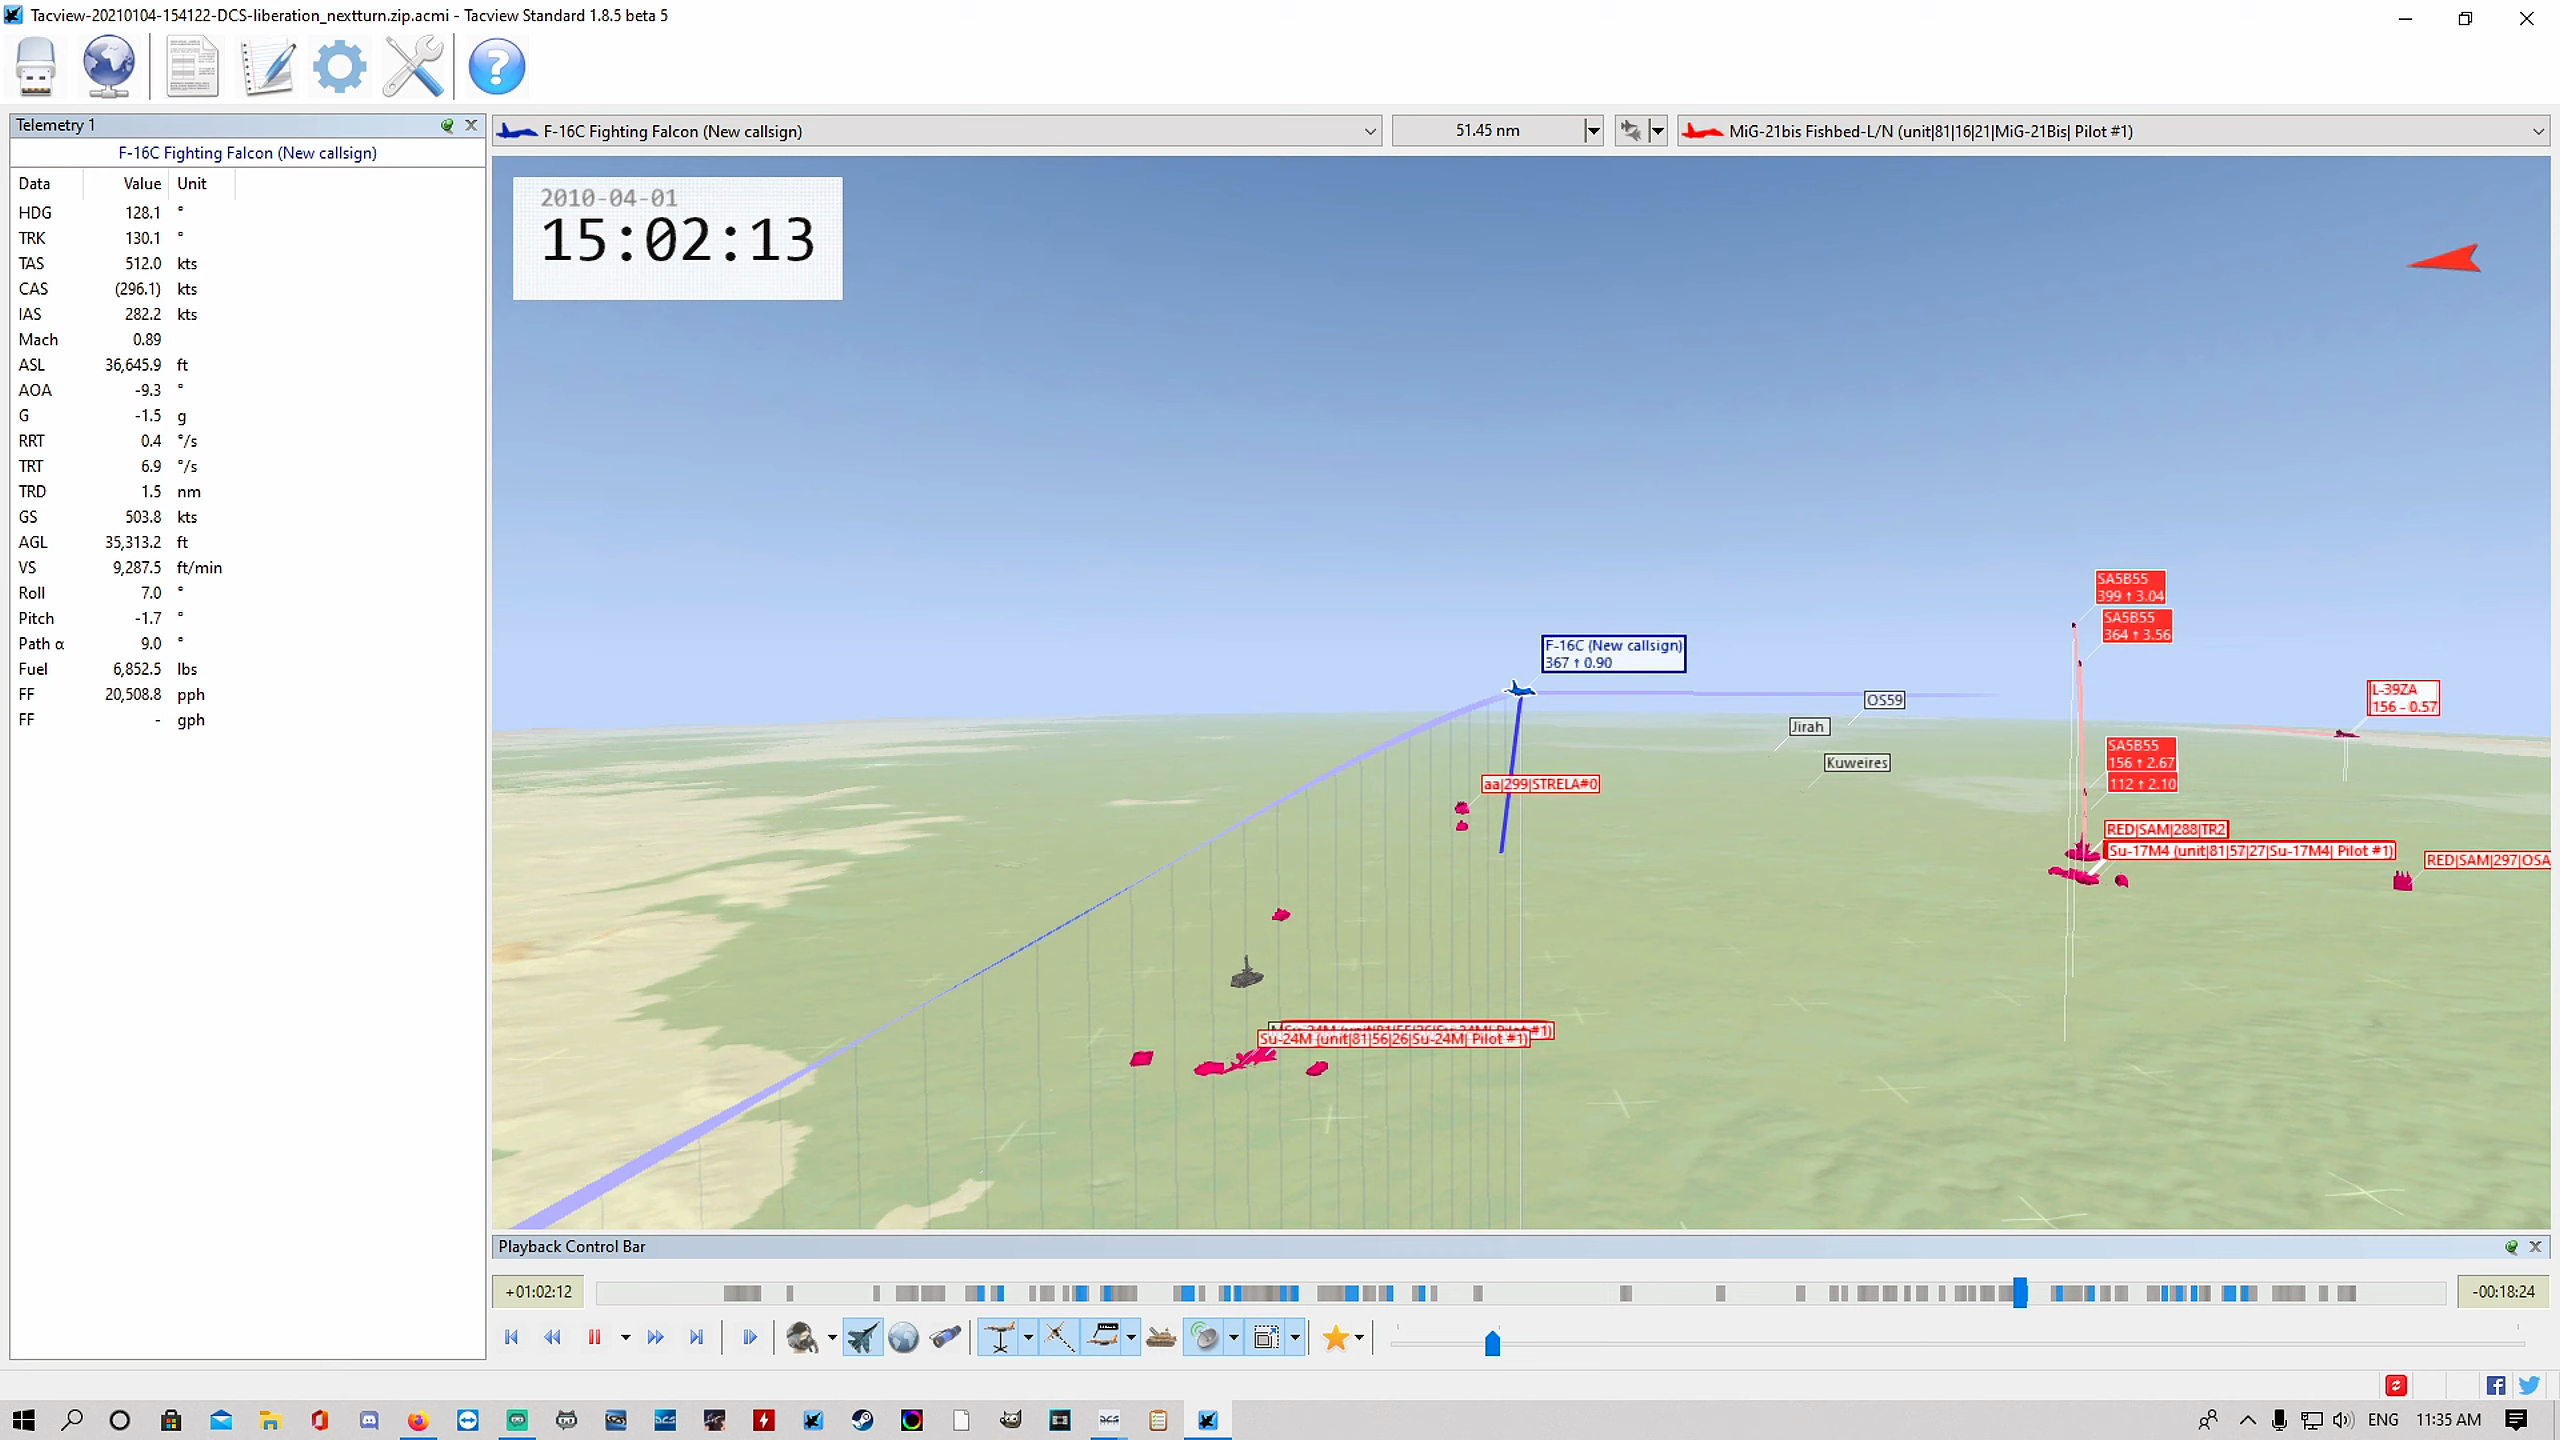 Tacview-20210104-154122-DCS-liberation_nextturn.zip.acmi - Tacview Standard 1.8.5 beta 5
Telemetry 1
F-16C Fighting Falcon (New callsign)
Data Value Unit
HDG 128.1 °
TRK 130.1 °
TAS 512.0 kts
CAS (296.1) kts
IAS 282.2 kts
Mach 0.89
ASL 36,645.9 ft
AOA -9.3 °
G -1.5 g
RRT 0.4 °/s
TRT 6.9 °/s
TRD 1.5 nm
GS 503.8 kts
AGL 35,313.2 ft
VS 9,287.5 ft/min
Roll 7.0 °
Pitch -1.7 °
Path α 9.0 °
Fuel 6,852.5 lbs
FF 20,508.8 pph
FF - gph
F-16C Fighting Falcon (New callsign)
51.45 nm
MiG-21bis Fishbed-L/N (unit|81|16|21|MiG-21Bis| Pilot #1)
2010-04-01
15:02:13
SA5B55
399 ↑ 3.04
SA5B55
364 ↑ 3.56
F-16C (New callsign)
367 ↑ 0.90
OS59
L-39ZA
156 - 0.57
Jirah
Kuweires
SA5B55
156 ↑ 2.67
112 ↑ 2.10
aa|299|STRELA#0
RED|SAM|288|TR2
Su-17M4 (unit|81|57|27|Su-17M4| Pilot #1)
RED|SAM|297|OSA
Su-24M (unit|81|55|26|Su-24M| Pilot #1)
Su-24M (unit|81|56|26|Su-24M| Pilot #1)
Playback Control Bar
+01:02:12
-00:18:24
ENG
11:35 AM